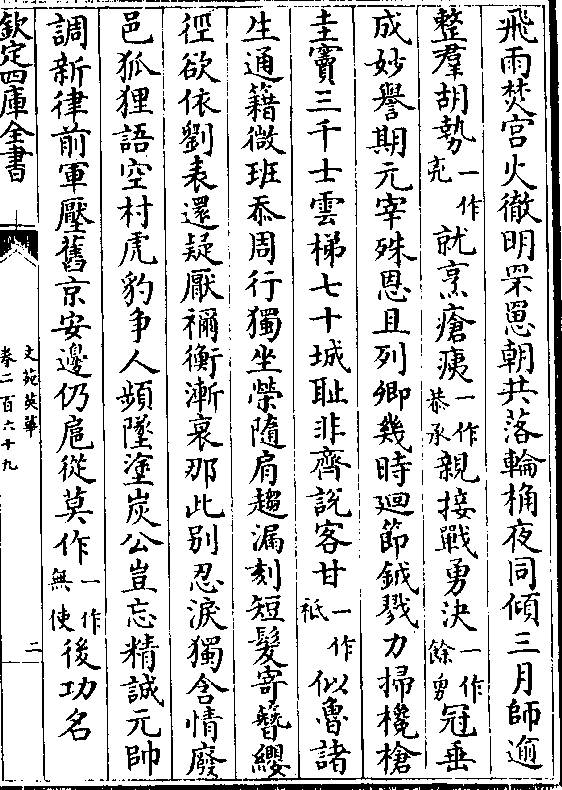 飛雨焚宮火徹明罘罳朝共落輪桷夜同傾三月師逾
整羣胡勢一作亮就烹瘡痍一作恭承親接戰勇決一作餘勇冠垂
成妙譽期元宰殊恩且列卿幾時廻節鉞戮力掃欃槍
圭竇三千士雲梯七十城耻非齊說客甘一作祗似魯諸
生通籍微班忝周行獨坐榮隨肩趨漏刻短髮寄簪纓
徑欲依劉表還疑厭禰衡漸衰那此別忍淚獨含情廢
邑狐狸語空村虎豹争人頻墜塗炭公豈忘精誠元帥
調新律前軍壓舊京安邊仍扈從莫作一作無使後功名
欽定四庫全書
文苑英華
卷二百六十九
二